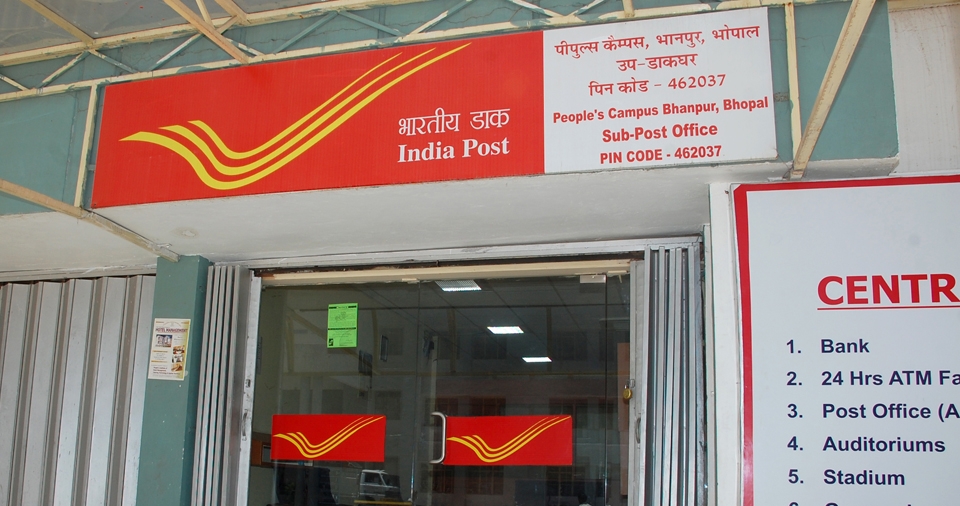 भारतीय डाक
India Post
पीपुल्स कैम्पस, भानपुर, भोपाल
उप-डाकघर
पिन कोड - 462037
People's Campus Bhanpur, Bhopal
Sub-Post Office
PIN CODE - 462037
CENTR
1. Bank
2. 24 Hrs ATM Fa
3. Post Office (A
4. Auditoriums
5. Stadium